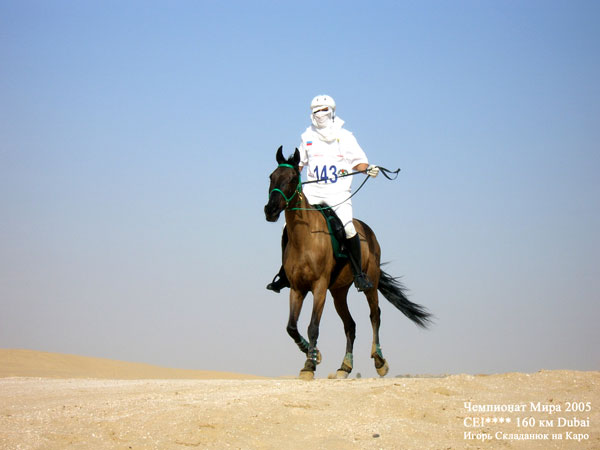 143
Чемпионат Мира 2005
CEI**** 160 км Dubai
Игорь Складанюк на Каро